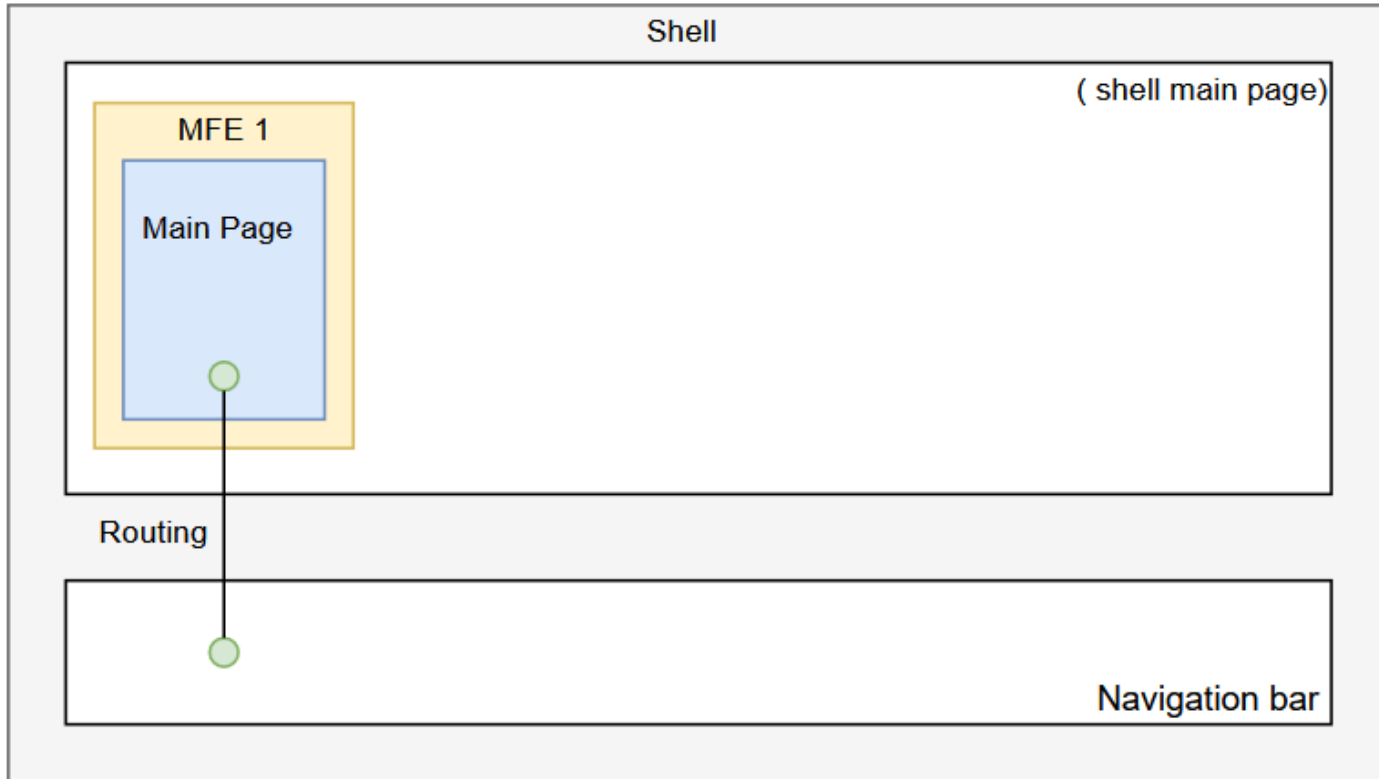 Shell
( shell main page)
MFE 1
Main Page
Routing
Navigation bar